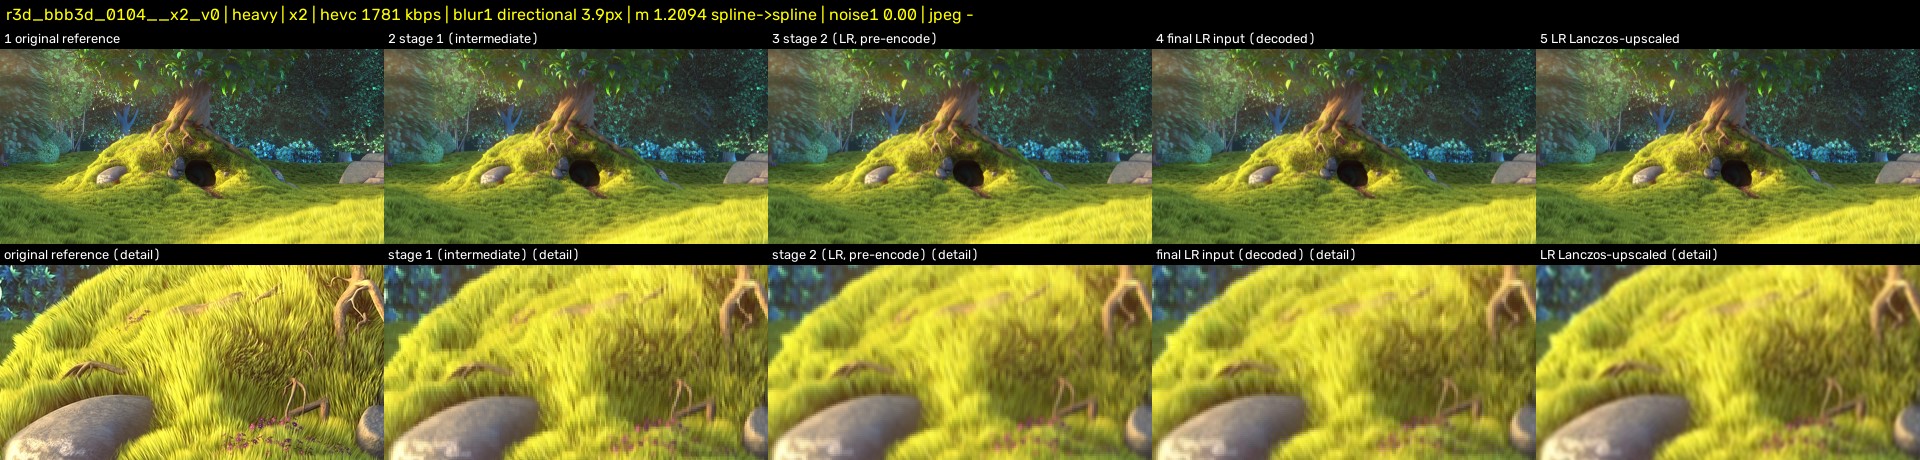 r3d_bbb3d_0104__x2_v0 | heavy | x2 | hevc 1781 kbps | blur1 directional 3.9px | m 1.2094 spline->spline | noise1 0.00 | jpeg -
1 original reference
2 stage 1 (intermediate)
3 stage 2 (LR, pre-encode)
4 final LR input (decoded)
5 LR Lanczos-upscaled
original reference (detail)
stage 1 (intermediate) (detail)
stage 2 (LR, pre-encode) (detail)
final LR input (decoded) (detail)
LR Lanczos-upscaled (detail)